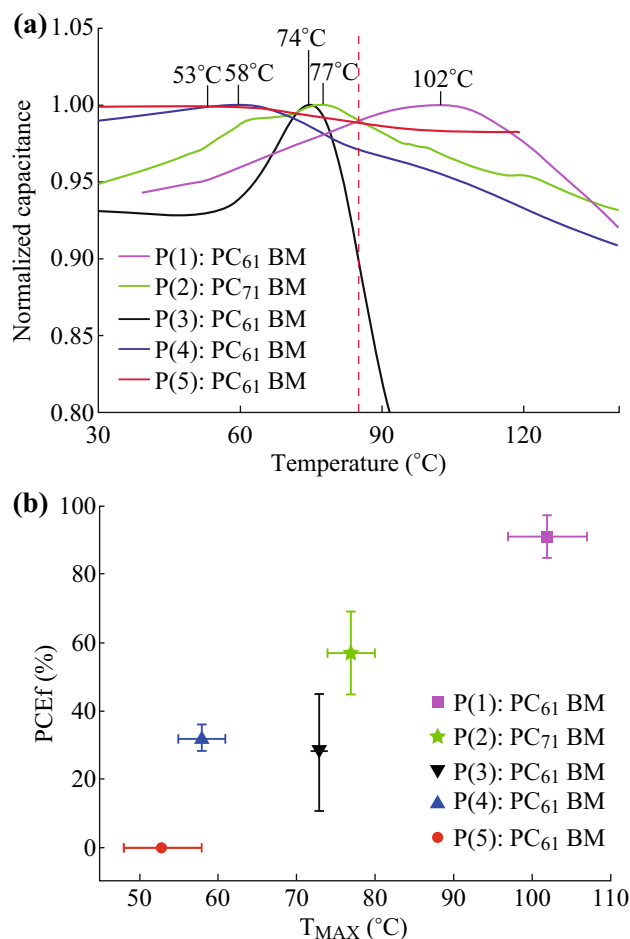 (a)
1.05
1.00
0.95
0.90
0.85
0.80
Normalized capacitance
53°C
58°C
74°C
77°C
102°C
P(1): PC61 BM
P(2): PC71 BM
P(3): PC61 BM
P(4): PC61 BM
P(5): PC61 BM
30
60
90
120
Temperature (°C)
(b)
100
80
60
40
20
0
PCEf (%)
P(1): PC61 BM
P(2): PC71 BM
P(3): PC61 BM
P(4): PC61 BM
P(5): PC61 BM
50
60
70
80
90
100
110
TMAX (°C)